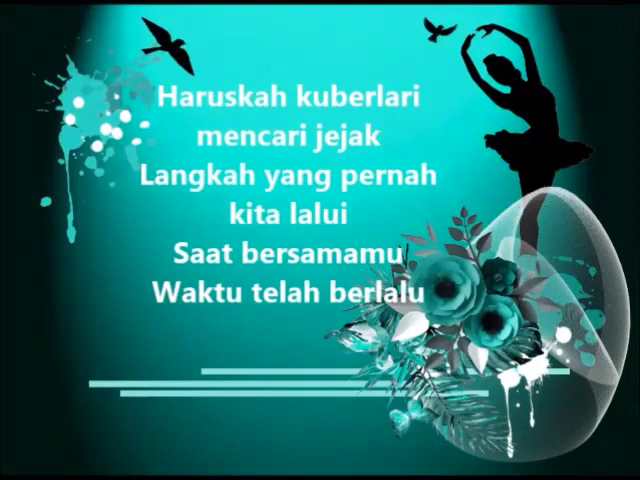 Haruskah kuberlari
mencari jejak
Langkah yang pernah
kita lalui
Saat bersamamu
Waktu telah berlalu